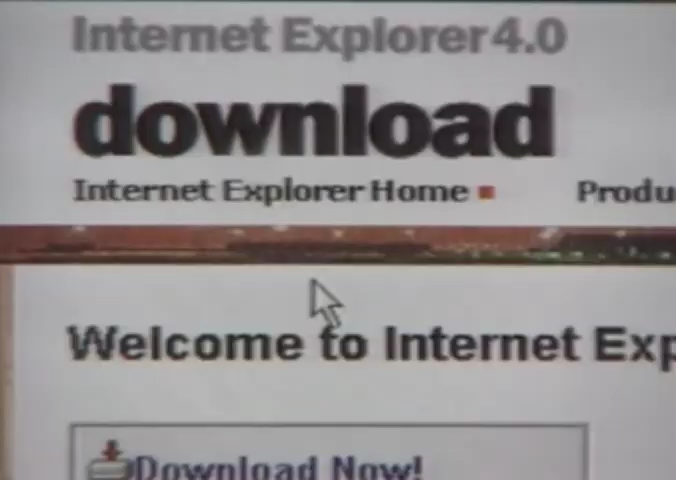 Internet Explorer 4.0
download
Internet Explorer Home
Produ
Welcome to Internet Exp
Download Now!